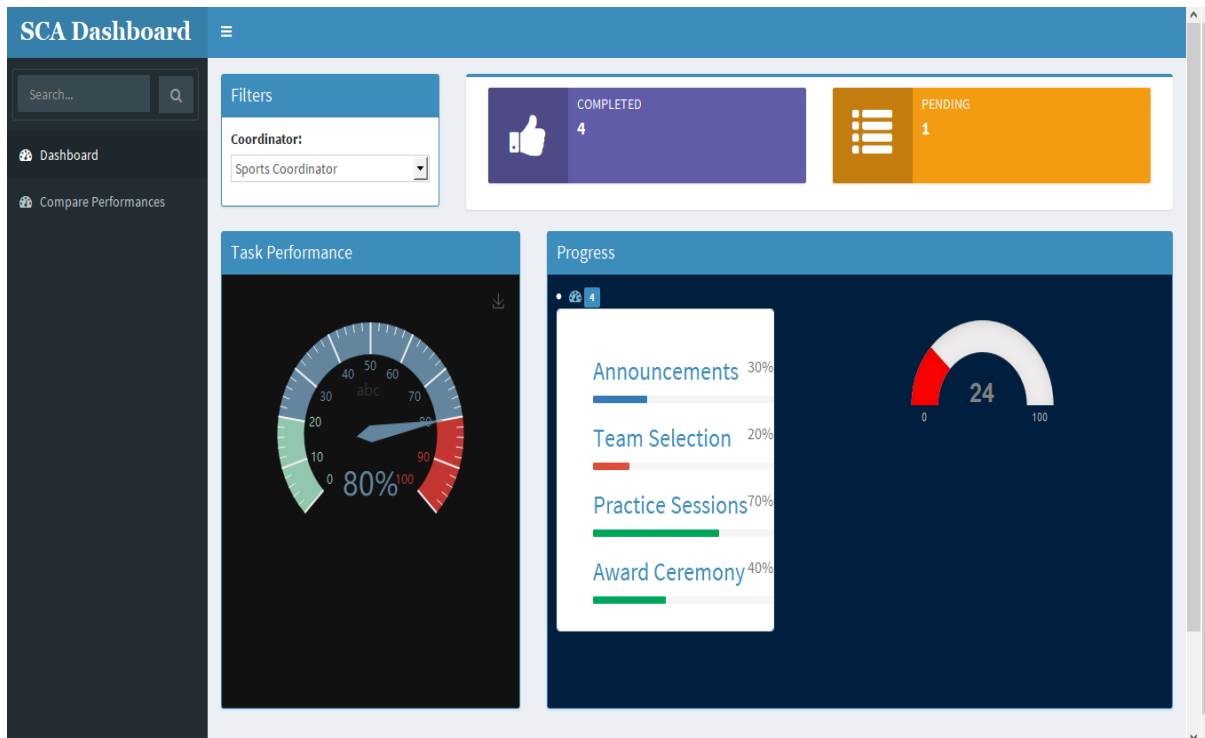 SCA Dashboard
Search...
Dashboard
Compare Performances
Filters
Coordinator:
Sports Coordinator
COMPLETED
4
PENDING
1
Task Performance
0
10
20
30
40
50
60
70
80
90
100
abc
80%
Progress
4
Announcements 30%
Team Selection 20%
Practice Sessions 70%
Award Ceremony 40%
24
0 100